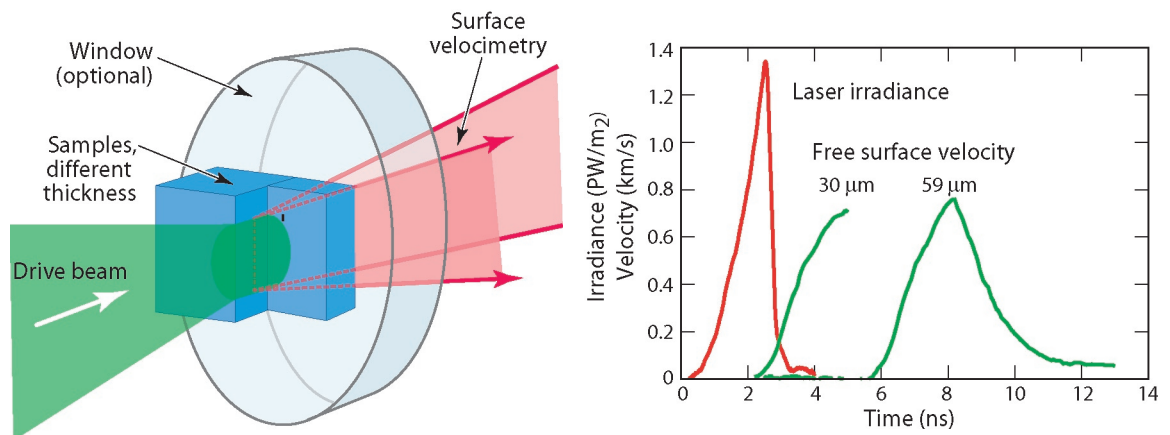 Window
(optional)
Surface
velocimetry
Samples,
different
thickness
Drive beam
Irradiance (PW/m2)
Velocity (km/s)
1.4
1.2
1.0
0.8
0.6
0.4
0.2
0
Laser irradiance
Free surface velocity
30 µm 59 µm
0 2 4 6 8 10 12 14
Time (ns)